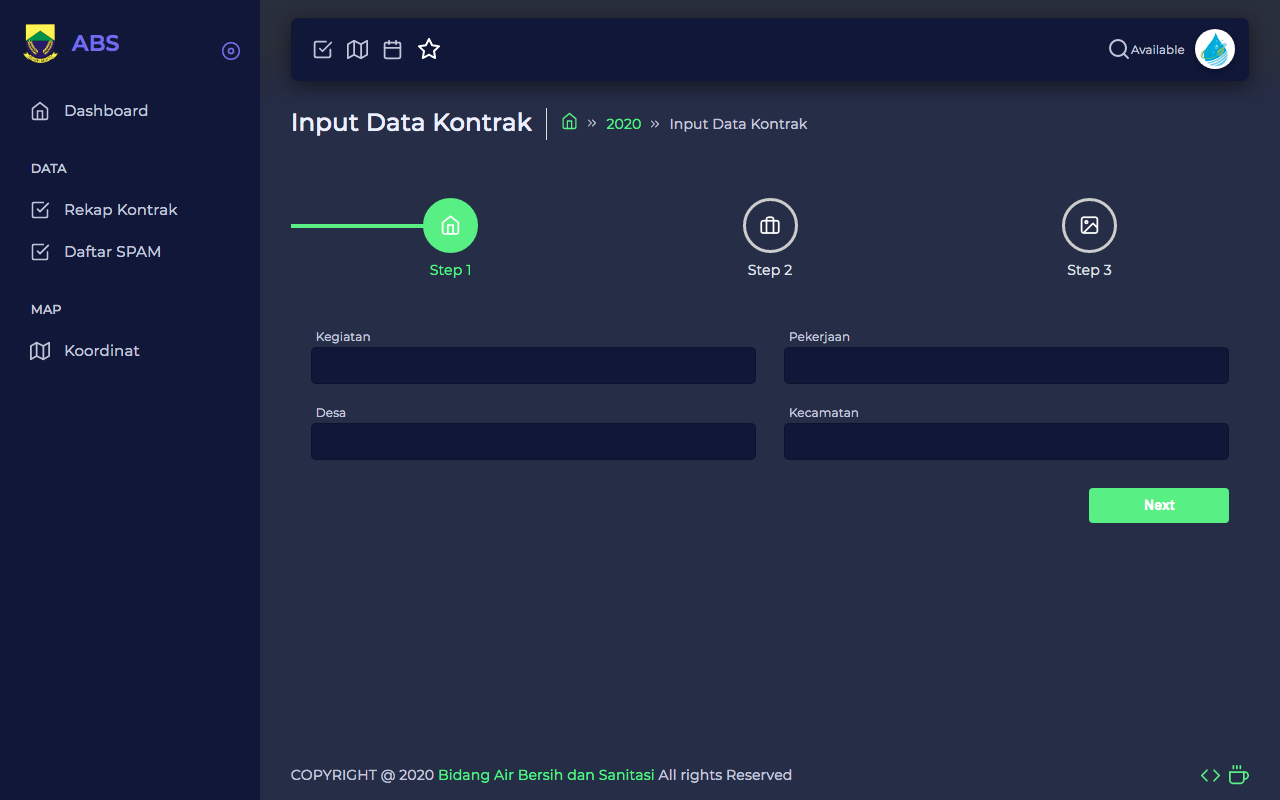 ABS
Available
Dashboard
DATA
Rekap Kontrak
Daftar SPAM
MAP
Koordinat
Input Data Kontrak
» 2020 » Input Data Kontrak
Step 1
Step 2
Step 3
Kegiatan
Pekerjaan
Desa
Kecamatan
Next
COPYRIGHT @ 2020 Bidang Air Bersih dan Sanitasi All rights Reserved